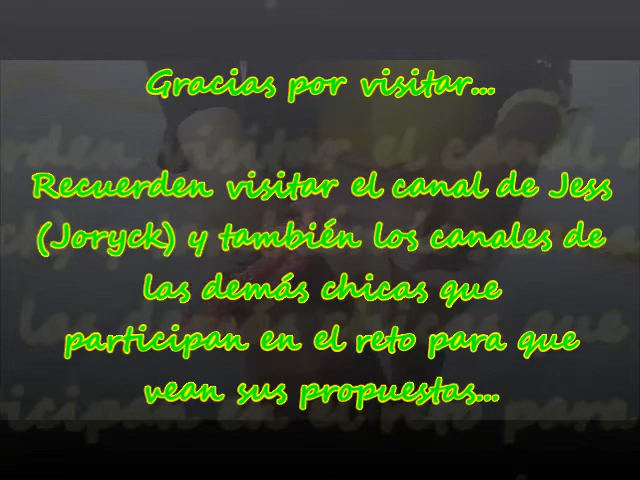 Gracias por visitar...
Recuerden visitar el canal de Jess
(Joryck) y también los canales de
las demás chicas que
participan en el reto para que
vean sus propuestas...